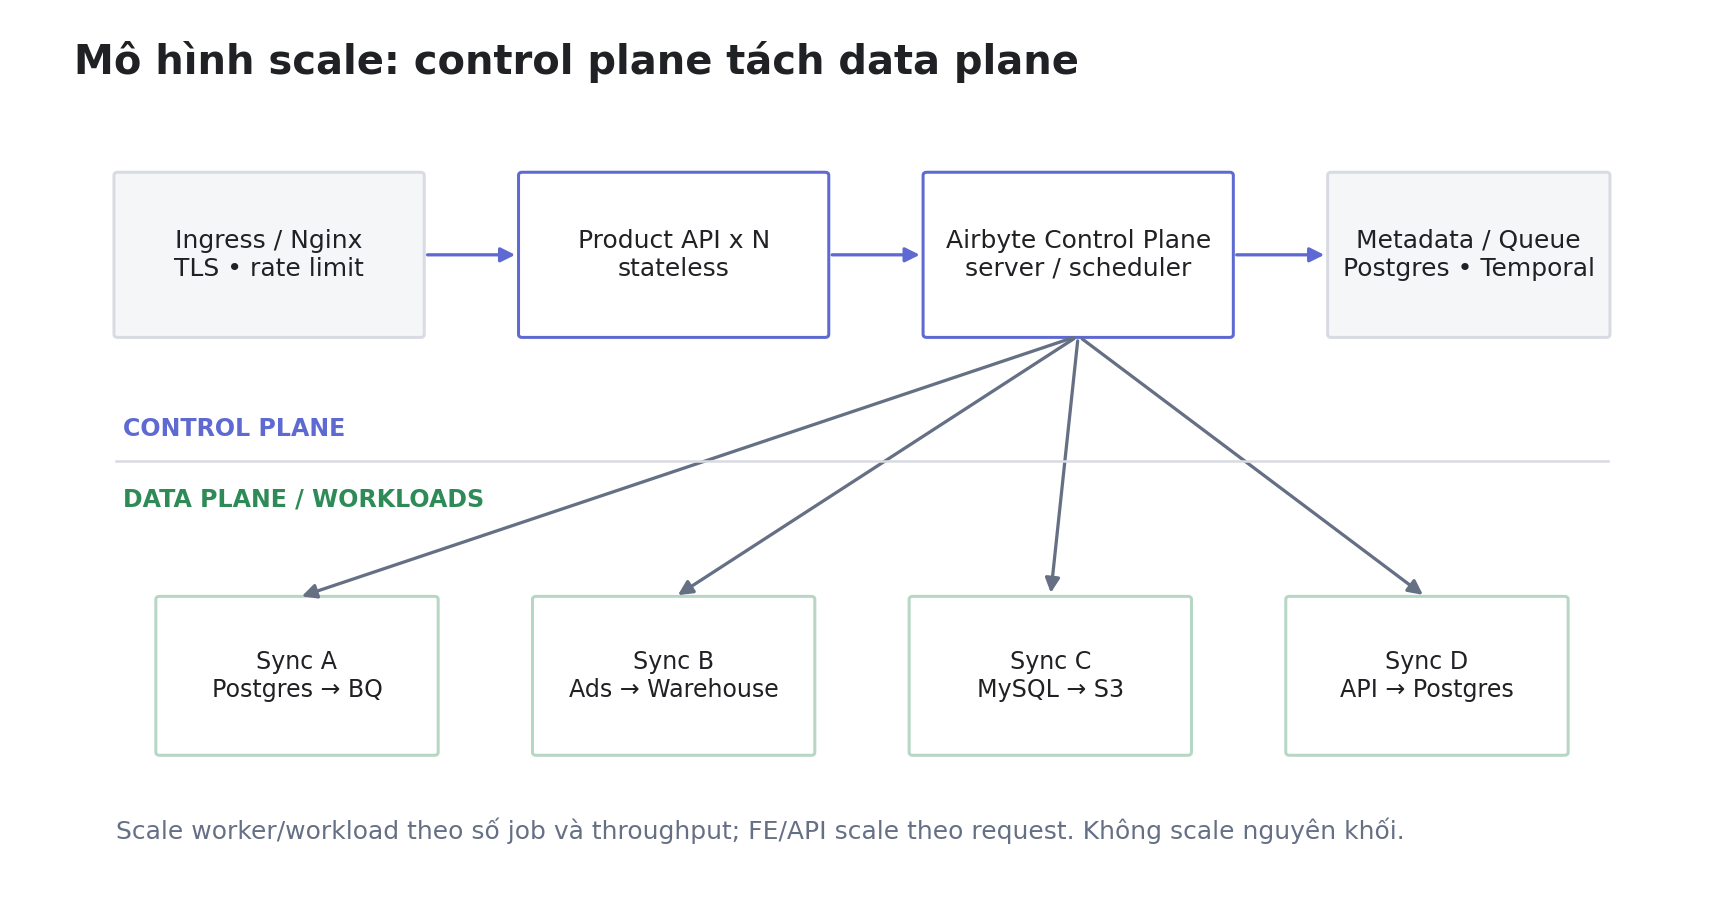 Mô hình scale: control plane tách data plane
Ingress / Nginx
TLS • rate limit
Product API x N
stateless
Airbyte Control Plane
server / scheduler
Metadata / Queue
Postgres • Temporal
CONTROL PLANE
DATA PLANE / WORKLOADS
Sync A
Postgres → BQ
Sync B
Ads → Warehouse
Sync C
MySQL → S3
Sync D
API → Postgres
Scale worker/workload theo số job và throughput; FE/API scale theo request. Không scale nguyên khối.